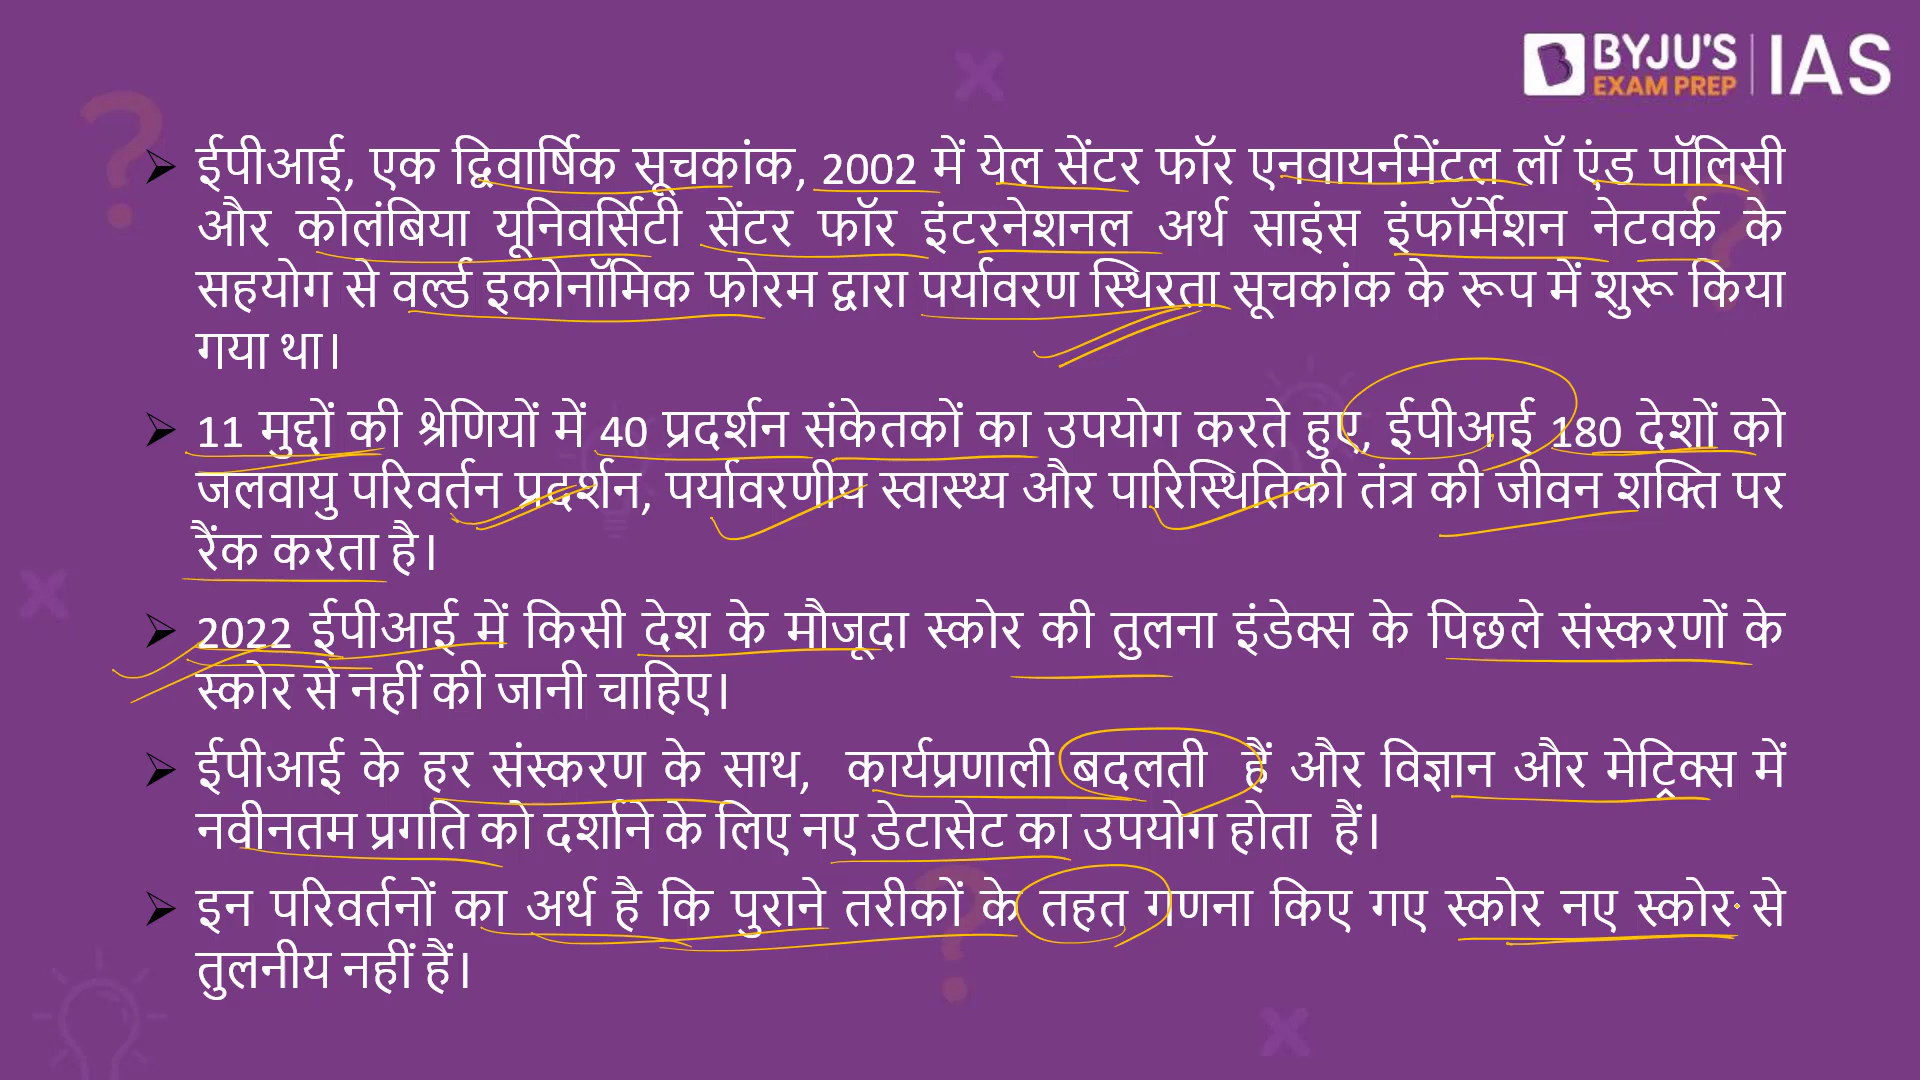 BYJU'S
EXAM PREP
IAS
ईपीआई, एक द्विवार्षिक सूचकांक, 2002 में येल सेंटर फॉर एनवायर्नमेंटल लॉ एंड पॉलिसी
और कोलंबिया यूनिवर्सिटी सेंटर फॉर इंटरनेशनल अर्थ साइंस इंफॉर्मेशन नेटवर्क के
सहयोग से वर्ल्ड इकोनॉमिक फोरम द्वारा पर्यावरण स्थिरता सूचकांक के रूप में शुरू किया
गया था।
11 मुद्दों की श्रेणियों में 40 प्रदर्शन संकेतकों का उपयोग करते हुए, ईपीआई 180 देशों को
जलवायु परिवर्तन प्रदर्शन, पर्यावरणीय स्वास्थ्य और पारिस्थितिकी तंत्र की जीवन शक्ति पर
रैंक करता है।
2022 ईपीआई में किसी देश के मौजूदा स्कोर की तुलना इंडेक्स के पिछले संस्करणों के
स्कोर से नहीं की जानी चाहिए।
ईपीआई के हर संस्करण के साथ, कार्यप्रणाली बदलती हैं और विज्ञान और मेट्रिक्स में
नवीनतम प्रगति को दर्शाने के लिए नए डेटासेट का उपयोग होता हैं।
इन परिवर्तनों का अर्थ है कि पुराने तरीकों के तहत गणना किए गए स्कोर नए स्कोर से
तुलनीय नहीं हैं।